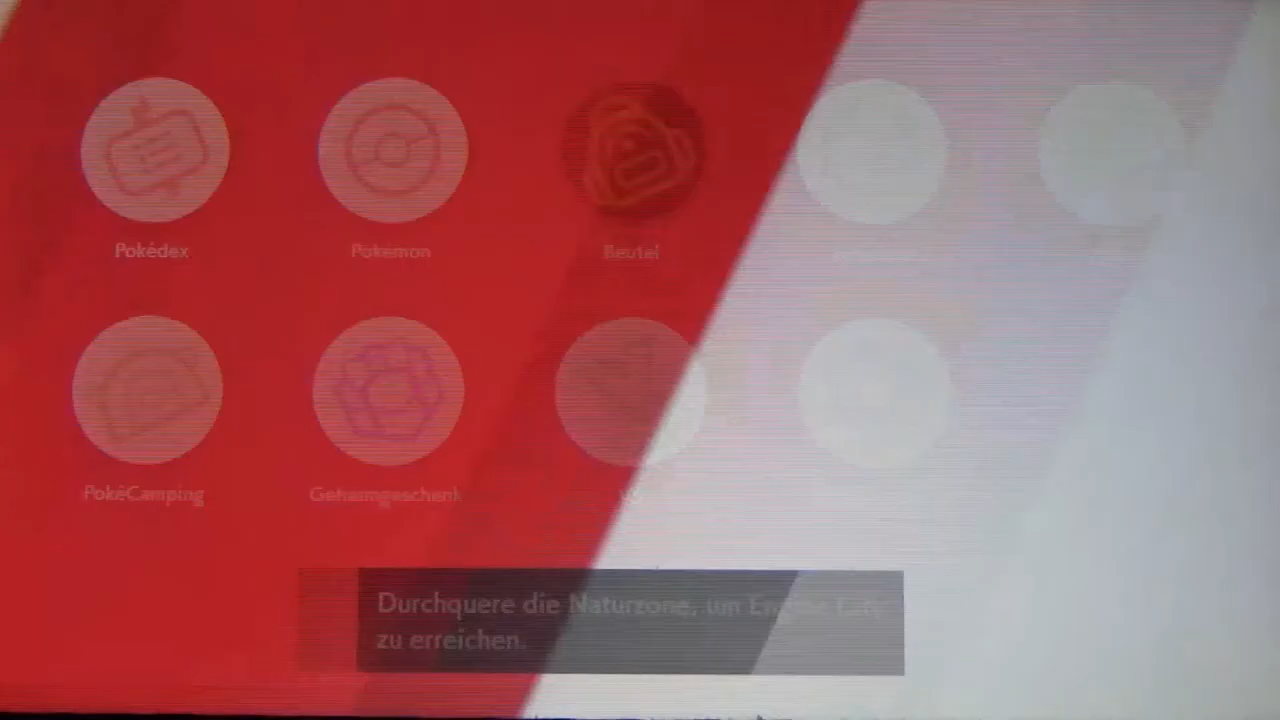 Pokédex
Pokémon
Beutel
PokéCamping
Geheimgeschenk
Durchquere die Naturzone, um
zu erreichen.